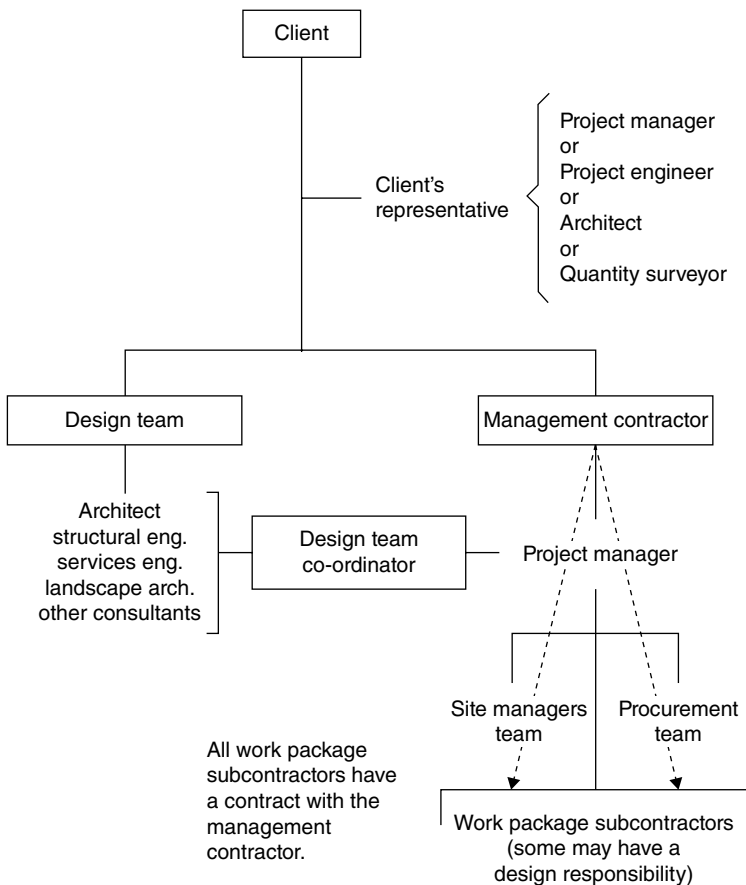 Client
Client's
representative
Project manager
or
Project engineer
or
Architect
or
Quantity surveyor
Design team
Management contractor
Architect
structural eng.
services eng.
landscape arch.
other consultants
Design team
co-ordinator
Project manager
Site managers
team
Procurement
team
All work package
subcontractors have
a contract with the
management
contractor.
Work package subcontractors
(some may have a
design responsibility)